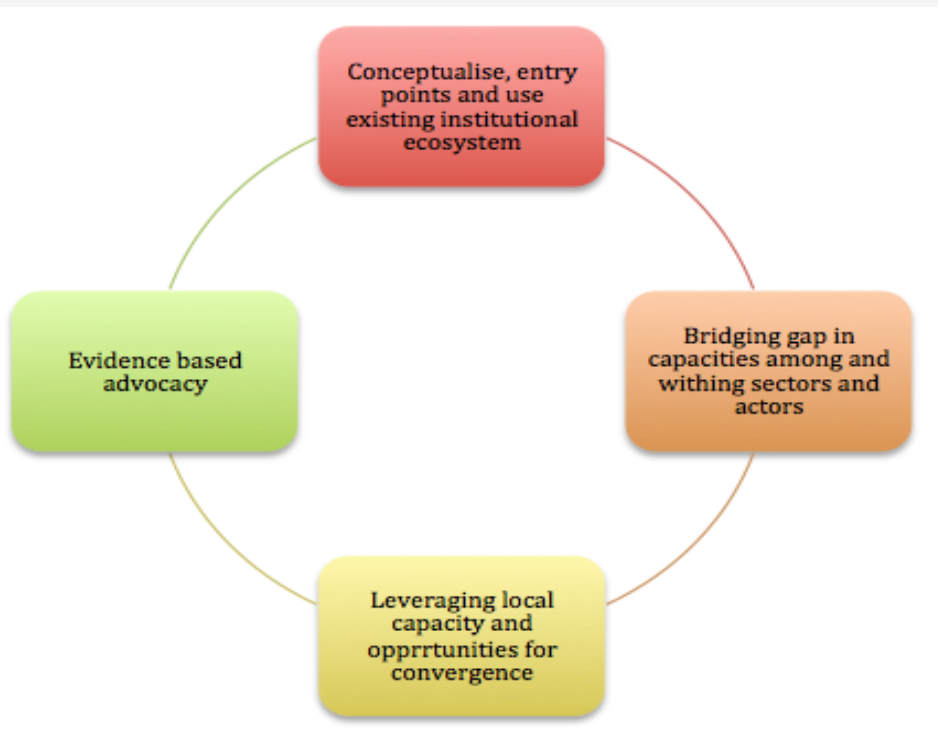 Conceptualise, entry
points and use
existing institutional
ecosystem
Bridging gap in
capacities among and
withing sectors and
actors
Leveraging local
capacity and
opprrtunities for
convergence
Evidence based
advocacy